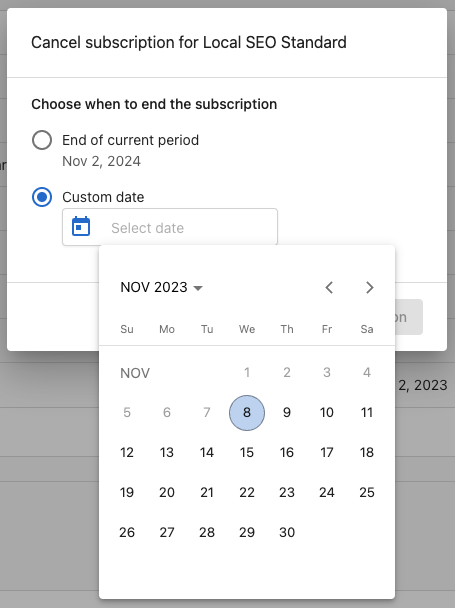 Cancel subscription for Local SEO Standard
Choose when to end the subscription
End of current period
Nov 2, 2024
Custom date
Select date
NOV 2023
Su Mo Tu We Th Fr Sa
NOV 1 2 3 4
2, 2023
5 6 7 8 9 10 11
12 13 14 15 16 17 18
19 20 21 22 23 24 25
26 27 28 29 30